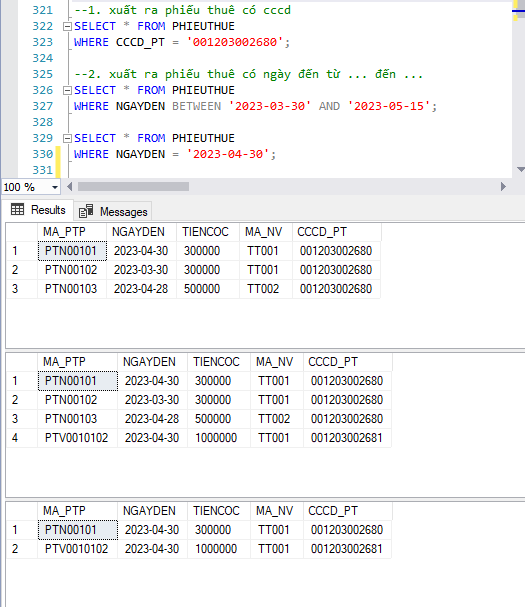 321 --1. xuất ra phiếu thuê có cccd
322 SELECT * FROM PHIEUTHUE
323 WHERE CCCD_PT = '001203002680';
324
325 --2. xuất ra phiếu thuê có ngày đến từ ... đến ...
326 SELECT * FROM PHIEUTHUE
327 WHERE NGAYDEN BETWEEN '2023-03-30' AND '2023-05-15';
328
329 SELECT * FROM PHIEUTHUE
330 WHERE NGAYDEN = '2023-04-30';
331
100 %
Results Messages
MA_PTP NGAYDEN TIENCOC MA_NV CCCD_PT
1 PTN00101 2023-04-30 300000 TT001 001203002680
2 PTN00102 2023-03-30 300000 TT001 001203002680
3 PTN00103 2023-04-28 500000 TT002 001203002680
MA_PTP NGAYDEN TIENCOC MA_NV CCCD_PT
1 PTN00101 2023-04-30 300000 TT001 001203002680
2 PTN00102 2023-03-30 300000 TT001 001203002680
3 PTN00103 2023-04-28 500000 TT002 001203002680
4 PTV0010102 2023-04-30 1000000 TT001 001203002681
MA_PTP NGAYDEN TIENCOC MA_NV CCCD_PT
1 PTN00101 2023-04-30 300000 TT001 001203002680
2 PTV0010102 2023-04-30 1000000 TT001 001203002681